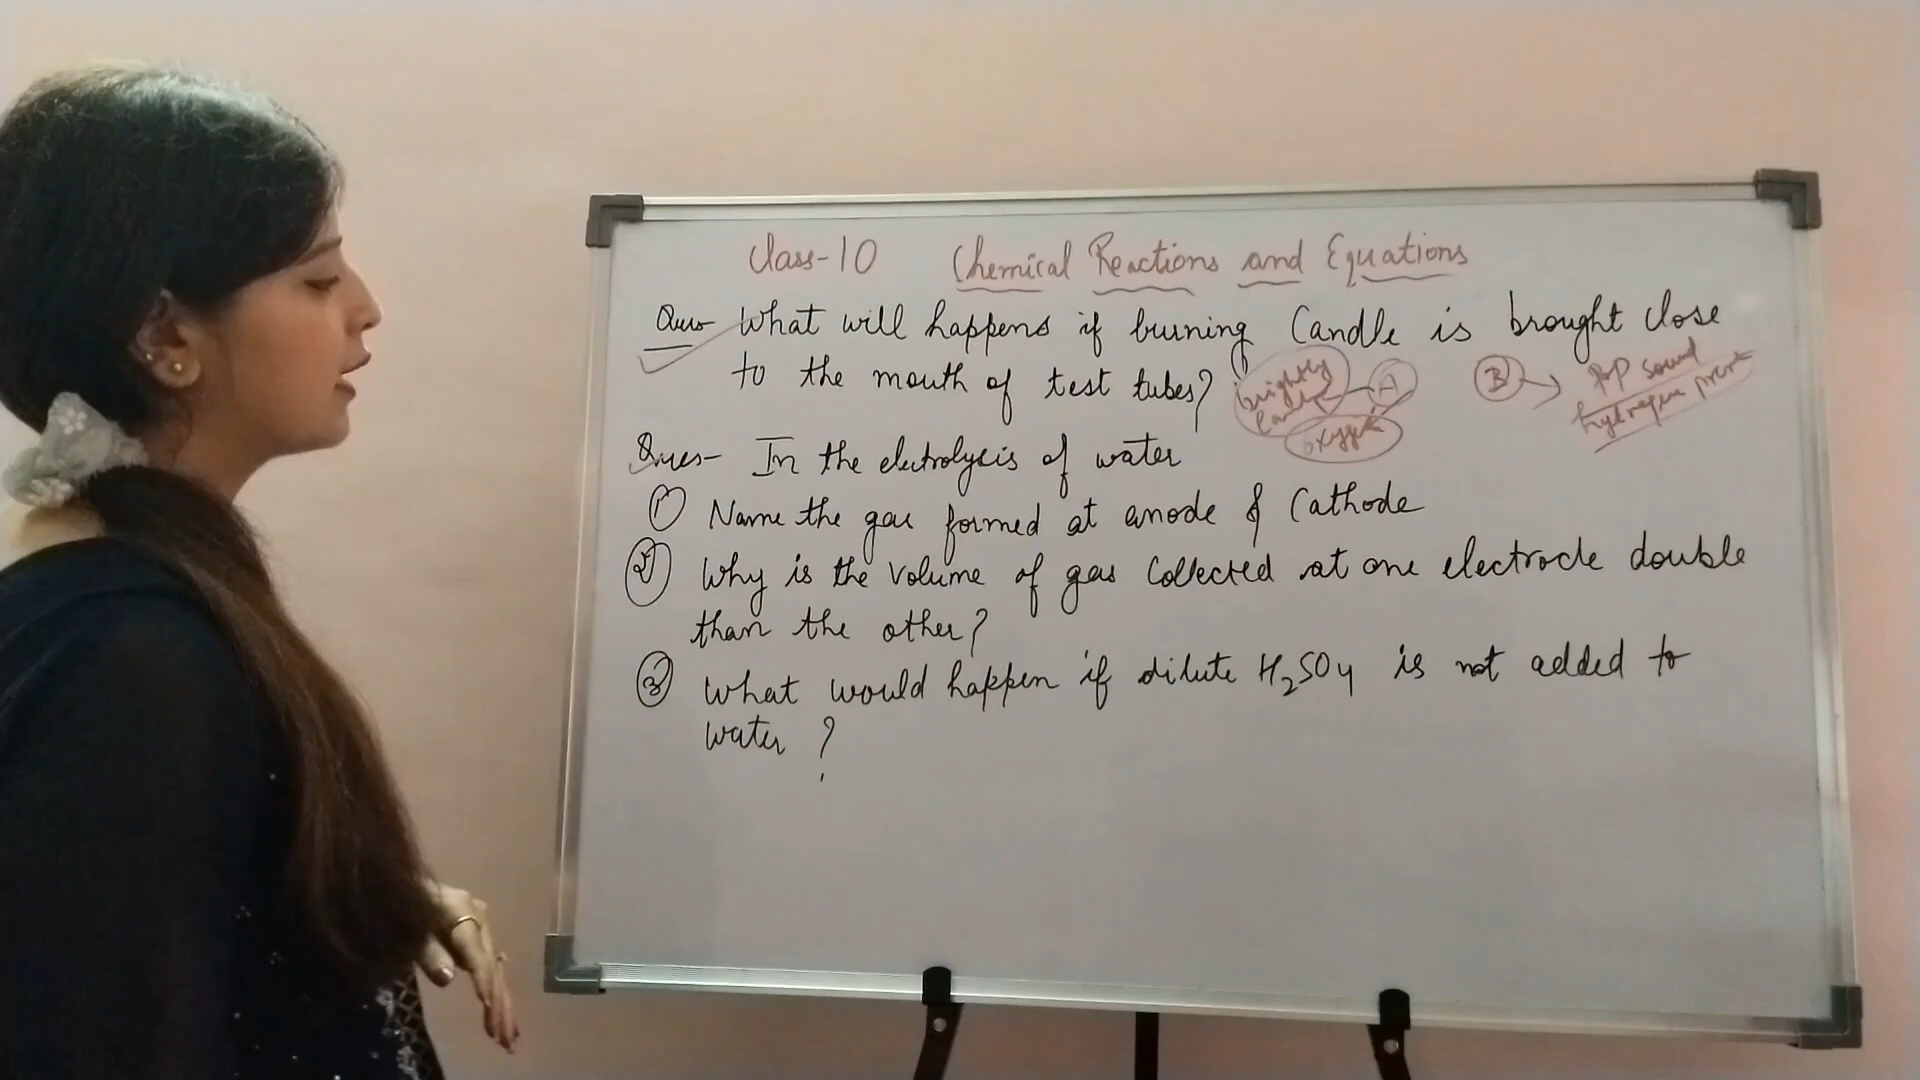 Class-10 Chemical Reactions and Equations
Ques- What will happens if burning Candle is brought close
to the mouth of test tubes?
brightly
A
oxygen
B → Pop sound
hydrogen
Ques- In the electrolysis of water
1 Name the gas formed at anode & Cathode
2 Why is the volume of gas collected at one electrode double
than the other?
3 What would happen if dilute H2SO4 is not added to
water?